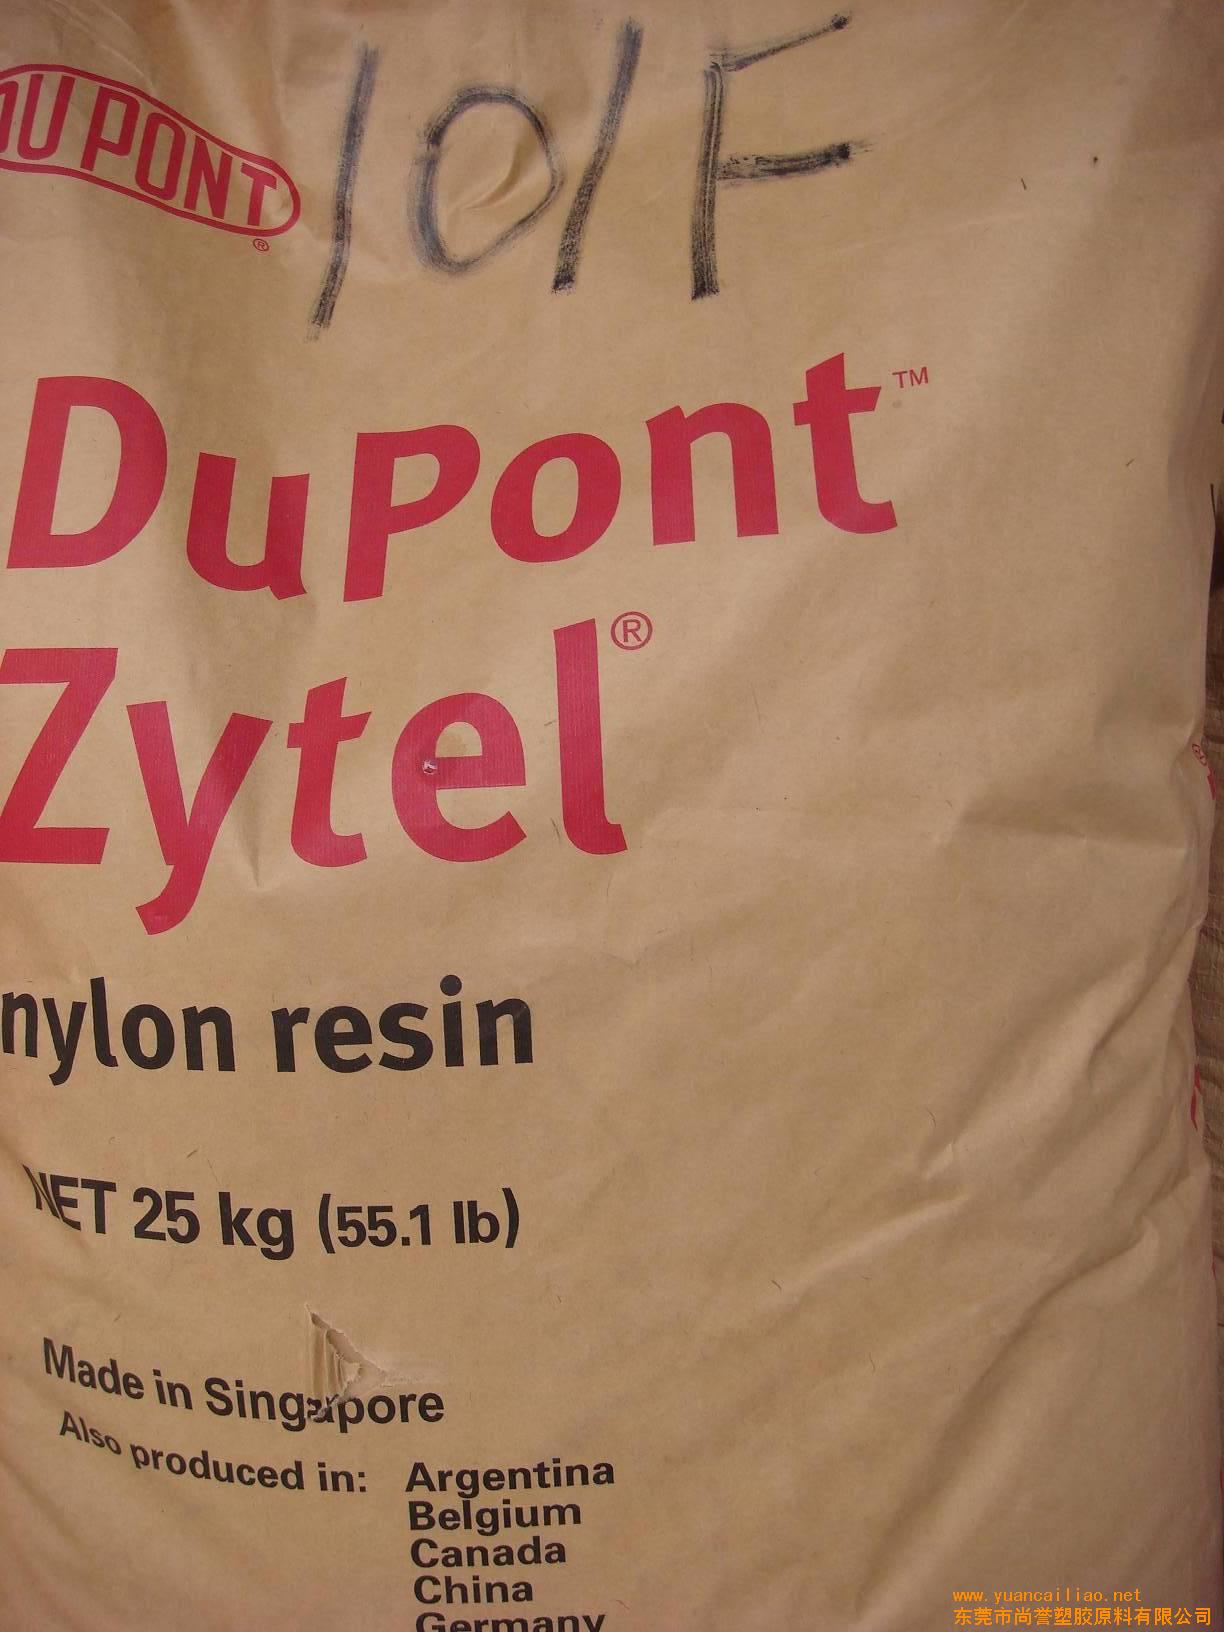 DU PONT
®
101F
DuPont™
Zytel®
nylon resin
NET 25 kg (55.1 lb)
Made in Singapore
Also produced in: Argentina
Belgium
Canada
China
Germany
www.yuancailiao.net
东莞市尚誉塑胶原料有限公司